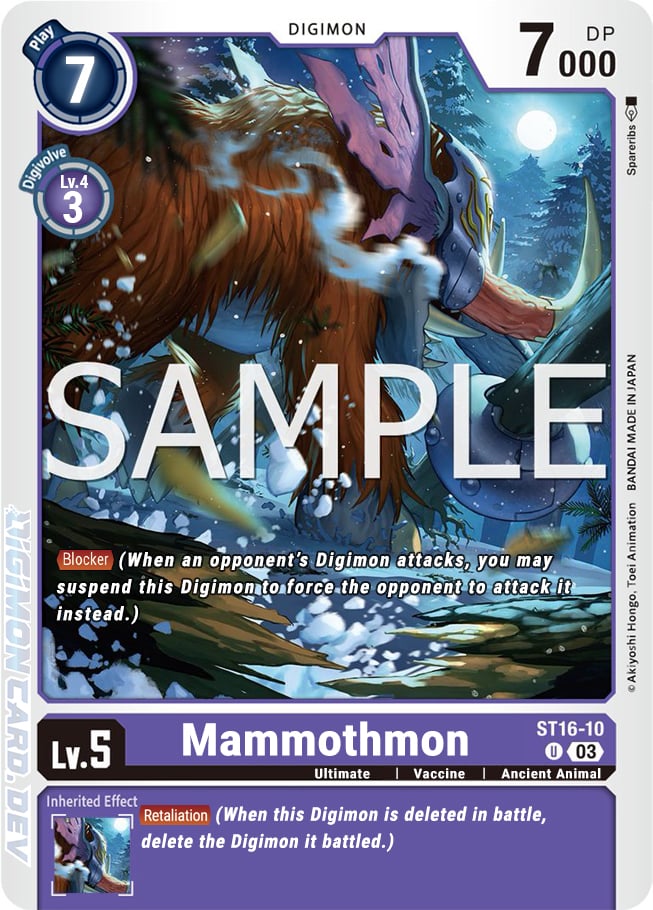 Play
7
DIGIMON
7000
DP
Digivolve
Lv.4
3
Spareribs
SAMPLE
Blocker (When an opponent's Digimon attacks, you may
suspend this Digimon to force the opponent to attack it
instead.)
© Akiyoshi Hongo, Toei Animation BANDAI MADE IN JAPAN
DIGIMONCARD.DEV
Lv.5
Mammothmon
ST16-10
U 03
Ultimate | Vaccine | Ancient Animal
Inherited Effect
Retaliation (When this Digimon is deleted in battle,
delete the Digimon it battled.)